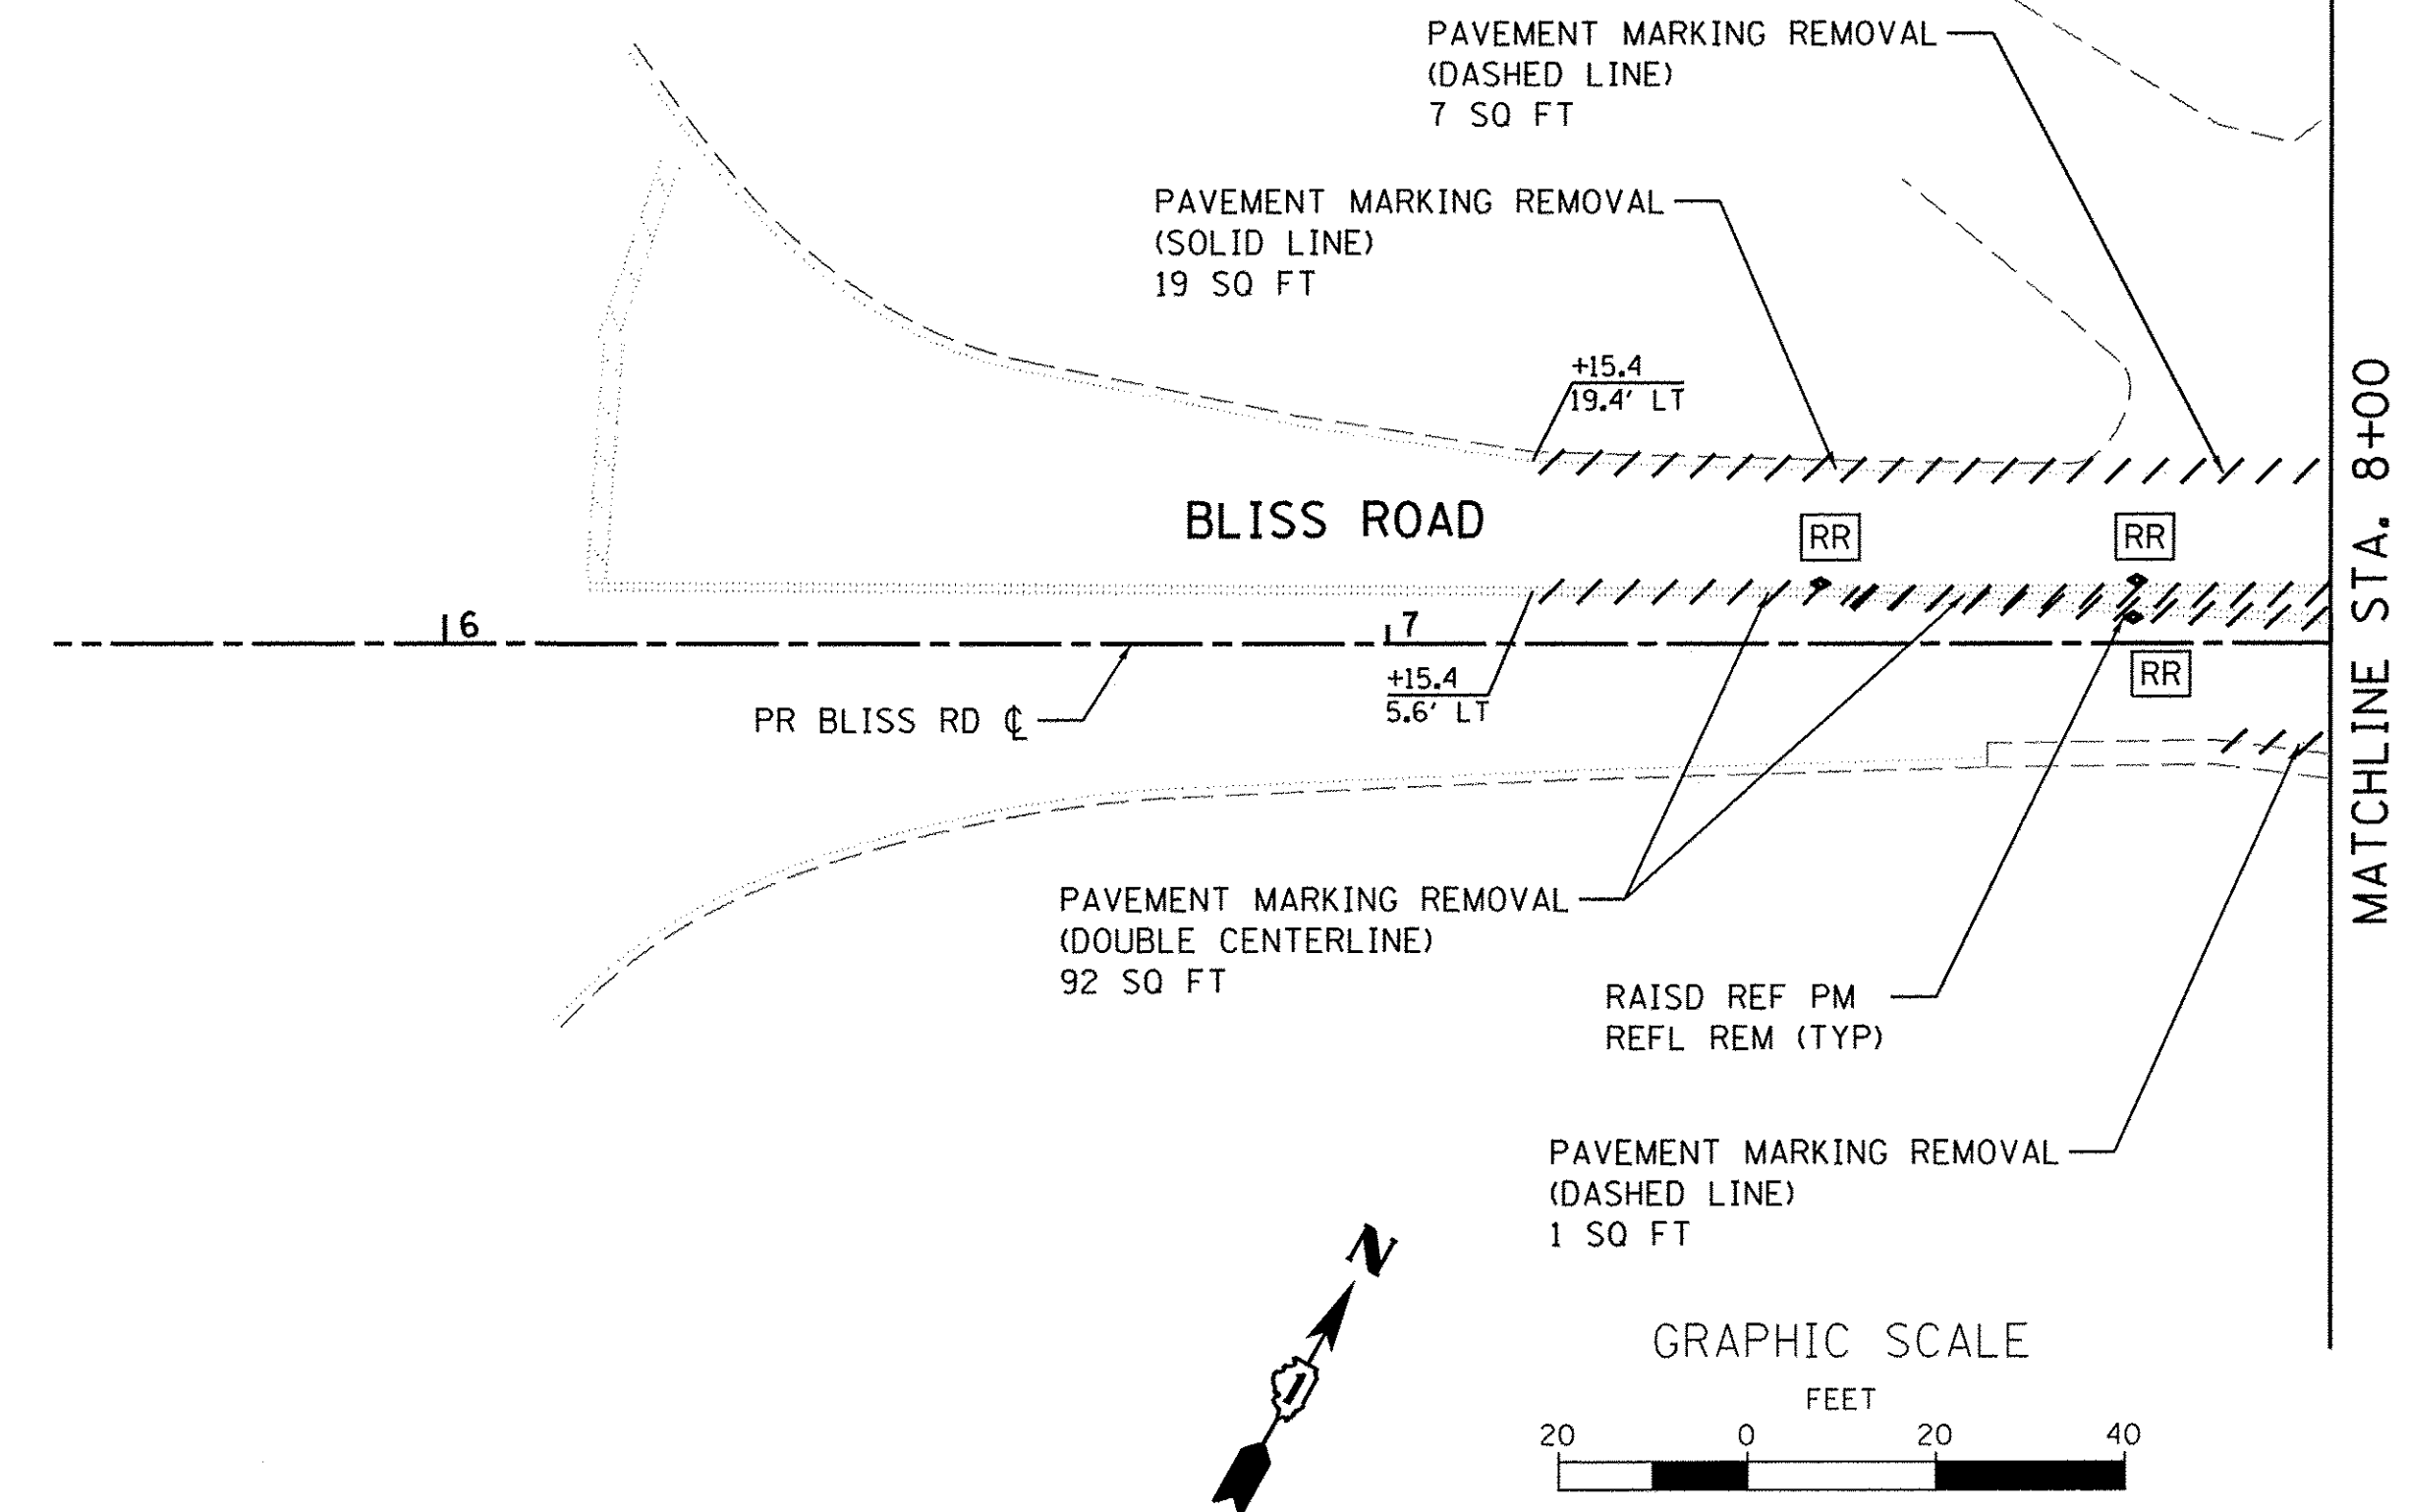 PAVEMENT MARKING REMOVAL
(DASHED LINE)
7 SQ FT
PAVEMENT MARKING REMOVAL
(SOLID LINE)
19 SQ FT
+15.4
19.4' LT
BLISS ROAD
RR
RR
6
7
+15.4
5.6' LT
RR
PR BLISS RD ℄
MATCHLINE STA. 8+00
PAVEMENT MARKING REMOVAL
(DOUBLE CENTERLINE)
92 SQ FT
RAISD REF PM
REFL REM (TYP)
PAVEMENT MARKING REMOVAL
(DASHED LINE)
1 SQ FT
N
GRAPHIC SCALE
FEET
20 0 20 40